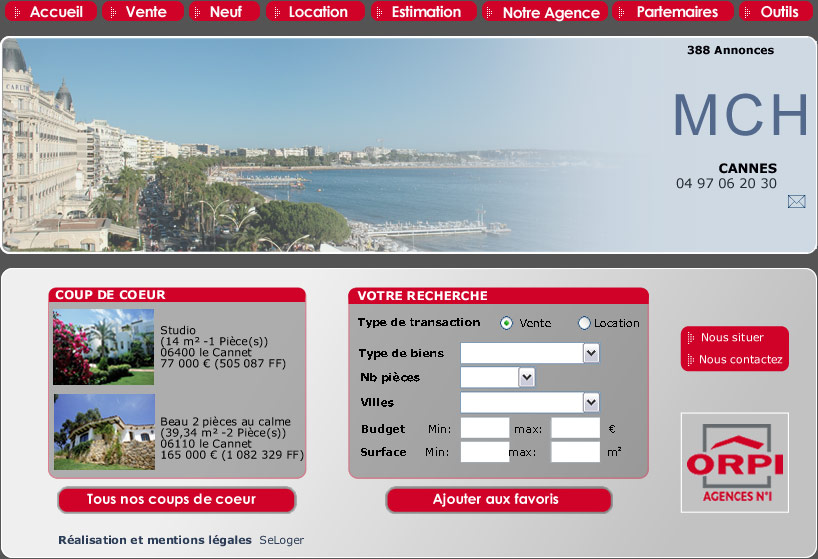 Accueil
Vente
Neuf
Location
Estimation
Notre Agence
Partemaires
Outils
CARLTON
388 Annonces
MCH
CANNES
04 97 06 20 30
COUP DE COEUR
Studio
(14 m² -1 Pièce(s))
06400 le Cannet
77 000 € (505 087 FF)
Beau 2 pièces au calme
(39,34 m² -2 Pièce(s))
06110 le Cannet
165 000 € (1 082 329 FF)
Tous nos coups de coeur
VOTRE RECHERCHE
Type de transaction Vente Location
Type de biens
Nb pièces
Villes
Budget Min: max: €
Surface Min: max: m²
Ajouter aux favoris
Nous situer
Nous contactez
ORPI
AGENCES N°1
Réalisation et mentions légales SeLoger